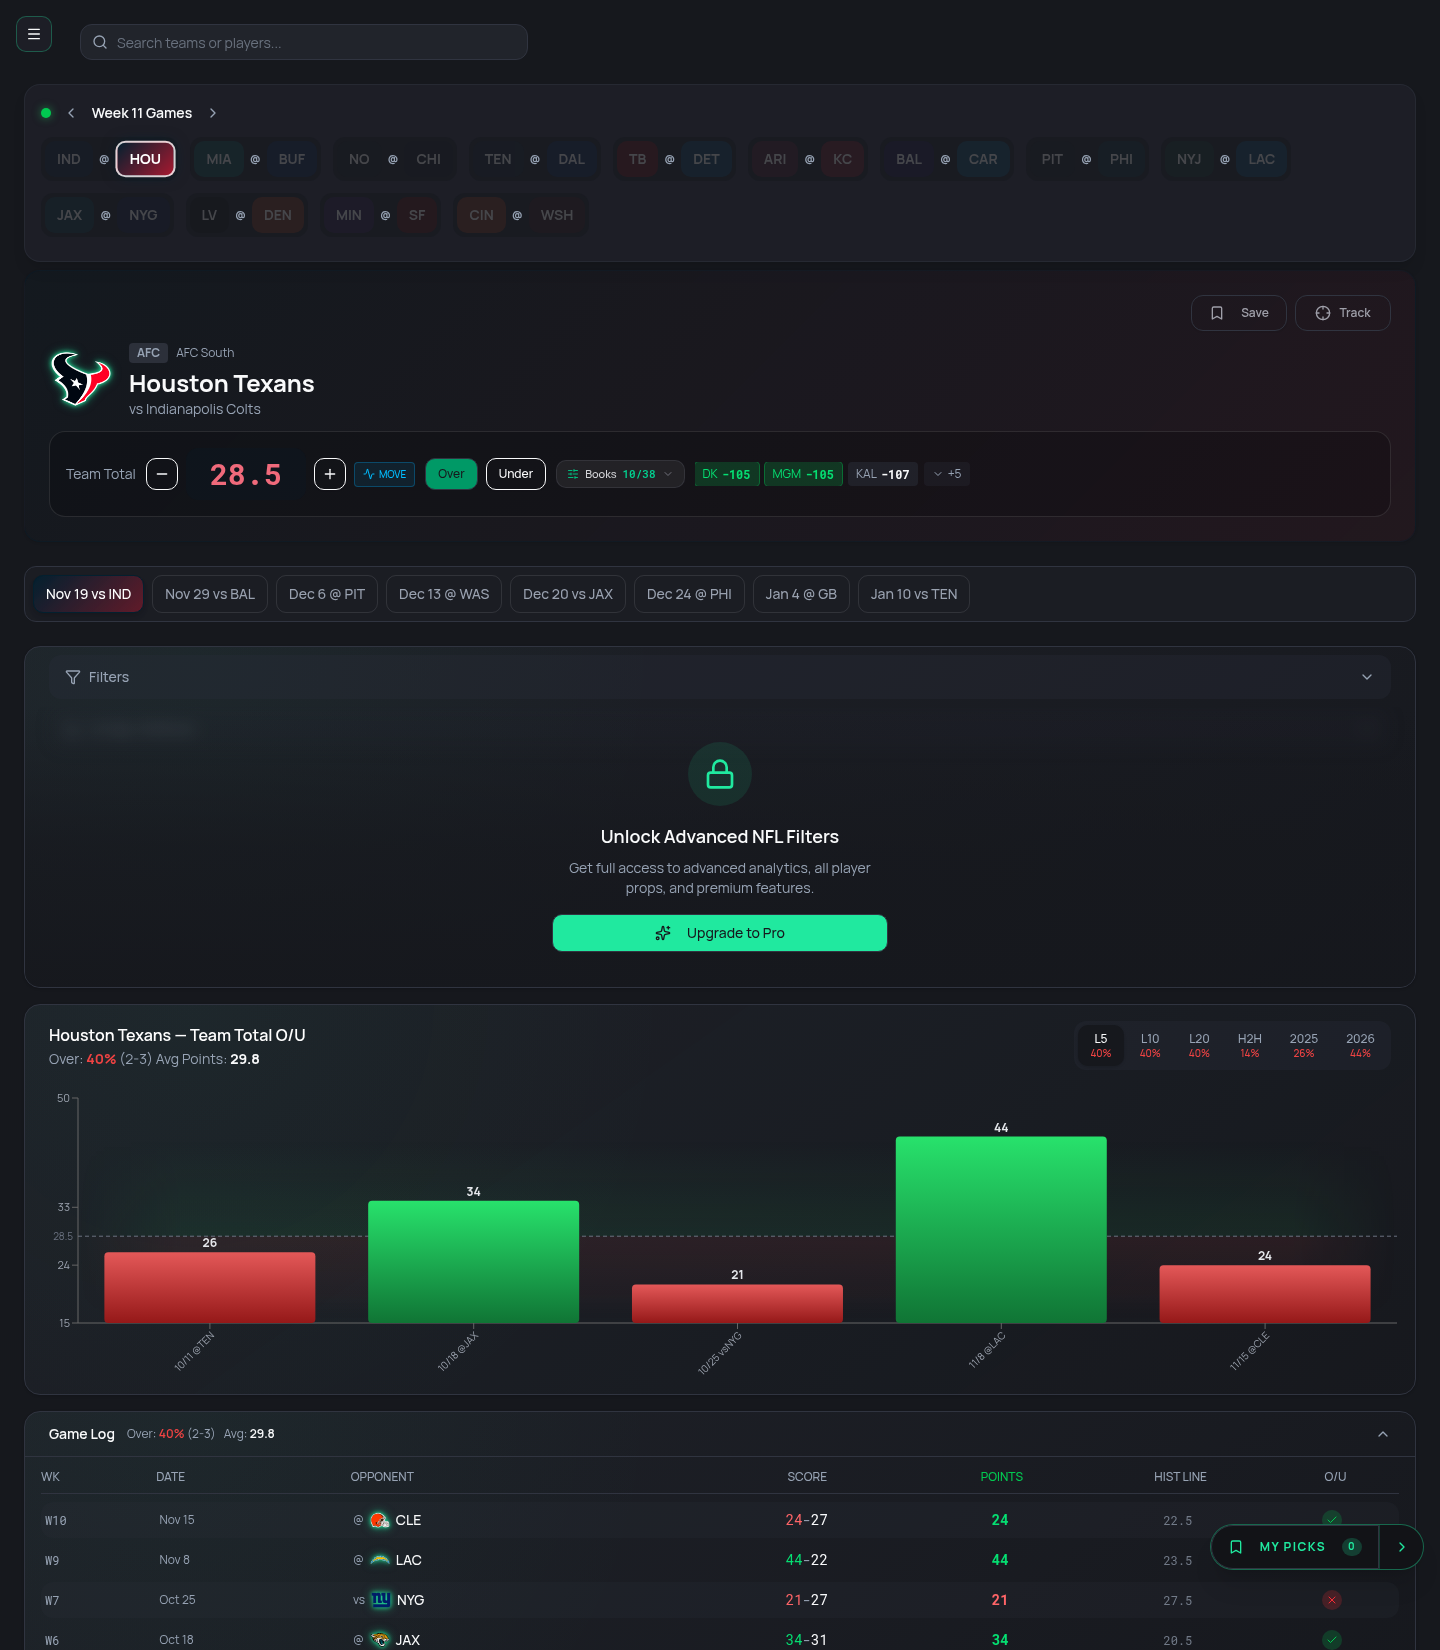 Search teams or players...
Week 11 Games
IND @ HOU MIA @ BUF NO @ CHI TEN @ DAL TB @ DET ARI @ KC BAL @ CAR PIT @ PHI NYJ @ LAC
JAX @ NYG LV @ DEN MIN @ SF CIN @ WSH
Save Track
AFC AFC South
Houston Texans
vs Indianapolis Colts
Team Total − 28.5 + MOVE Over Under Books 10/38 DK -105 MGM -105 KAL -107 +5
Nov 19 vs IND Nov 29 vs BAL Dec 6 @ PIT Dec 13 @ WAS Dec 20 vs JAX Dec 24 @ PHI Jan 4 @ GB Jan 10 vs TEN
Filters
Unlock Advanced NFL Filters
Get full access to advanced analytics, all player
props, and premium features.
Upgrade to Pro
Houston Texans — Team Total O/U
Over: 40% (2-3) Avg Points: 29.8
L5 L10 L20 H2H 2025 2026
40% 40% 40% 14% 26% 44%
50
44
34
33
28.5
26
24
24
21
15
10/11 @TEN 10/18 @JAX 10/25 vsNYG 11/8 @LAC 11/15 @CLE
Game Log Over: 40% (2-3) Avg: 29.8
WK DATE OPPONENT SCORE POINTS HIST LINE O/U
W10 Nov 15 @ CLE 24-27 24 22.5
W9 Nov 8 @ LAC 44-22 44 23.5
MY PICKS 0
W7 Oct 25 vs NYG 21-27 21 27.5
W6 Oct 18 @ JAX 34-31 34 20.5